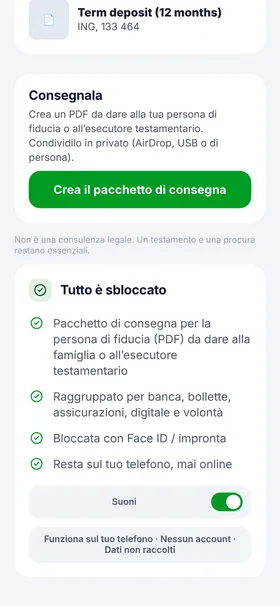 Term deposit (12 months)
ING, 133 464
Consegnala
Crea un PDF da dare alla tua persona di
fiducia o all'esecutore testamentario.
Condividilo in privato (AirDrop, USB o di
persona).
Crea il pacchetto di consegna
Non è una consulenza legale. Un testamento e una procura
restano essenziali.
Tutto è sbloccato
Pacchetto di consegna per la
persona di fiducia (PDF) da dare alla
famiglia o all'esecutore
testamentario
Raggruppato per banca, bollette,
assicurazioni, digitale e volontà
Bloccata con Face ID / impronta
Resta sul tuo telefono, mai online
Suoni
Funziona sul tuo telefono · Nessun account ·
Dati non raccolti